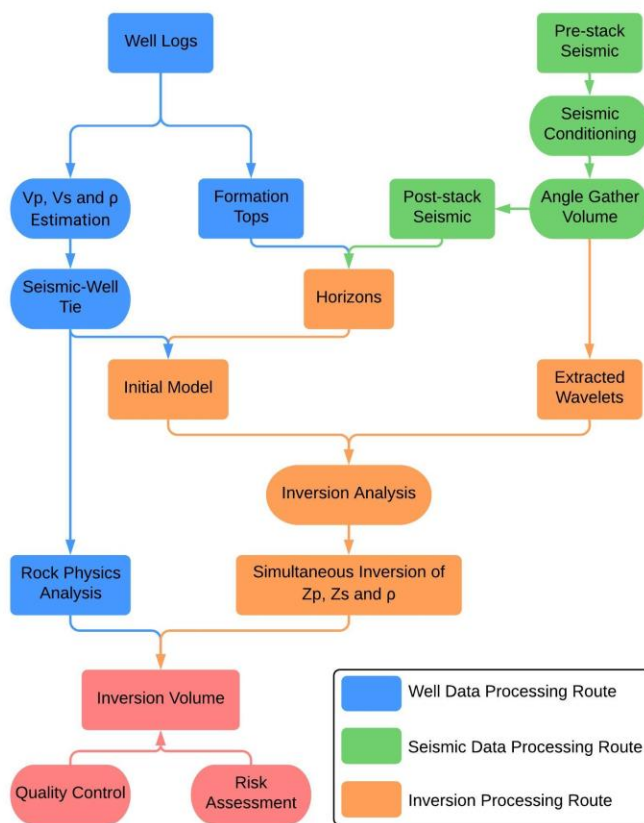 Well Logs
Pre-stack
Seismic
Seismic
Conditioning
Vp, Vs and ρ
Estimation
Formation
Tops
Post-stack
Seismic
Angle Gather
Volume
Seismic-Well
Tie
Horizons
Initial Model
Extracted
Wavelets
Inversion Analysis
Rock Physics
Analysis
Simultaneous Inversion of
Zp, Zs and ρ
Inversion Volume
Quality Control
Risk
Assessment
Well Data Processing Route
Seismic Data Processing Route
Inversion Processing Route